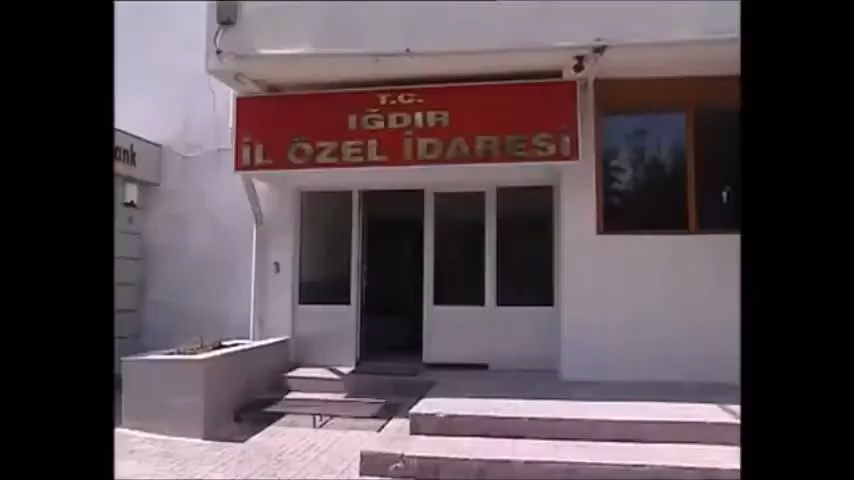 T.C.
IĞDIR
İL ÖZEL İDARESİ
ank